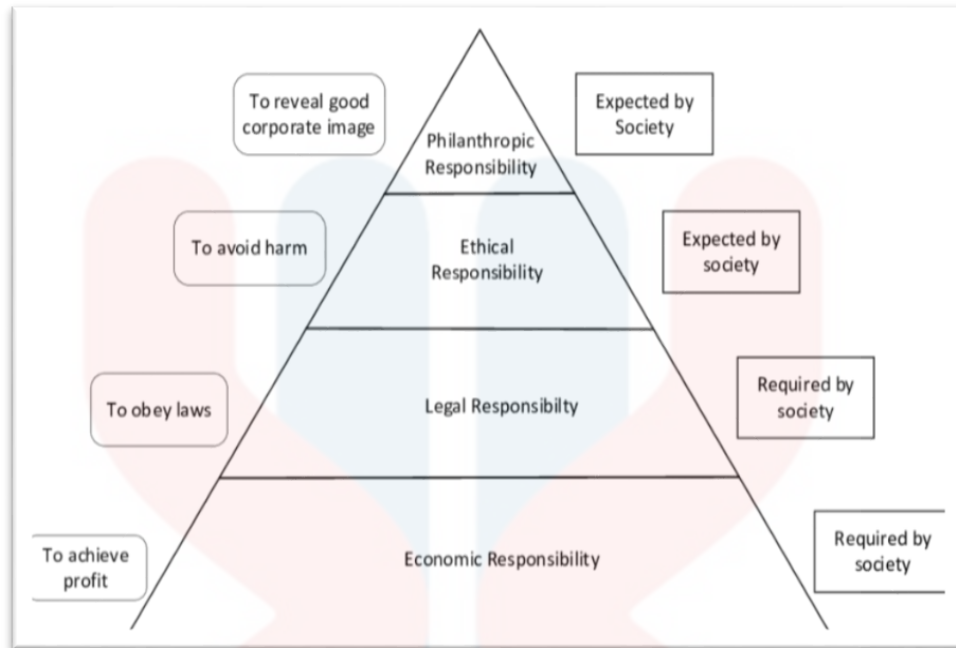 To reveal good
corporate image
Philanthropic
Responsibility
Expected by
Society
To avoid harm
Ethical
Responsibility
Expected by
society
To obey laws
Legal Responsibilty
Required by
society
To achieve
profit
Economic Responsibility
Required by
society